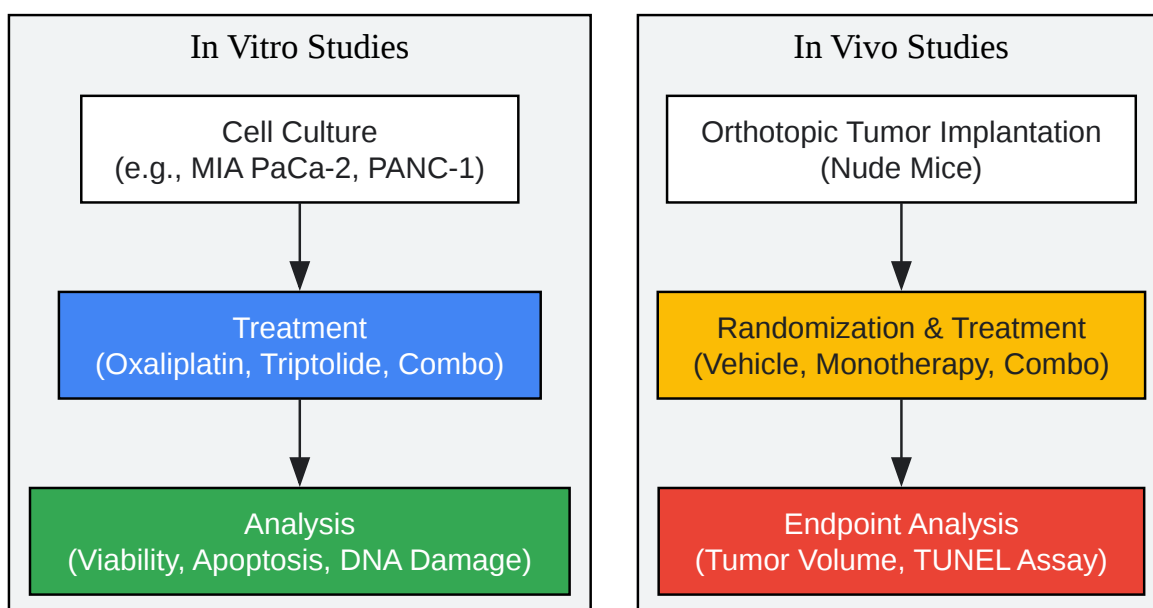 In Vitro Studies
Cell Culture
(e.g., MIA PaCa-2, PANC-1)
Treatment
(Oxaliplatin, Triptolide, Combo)
Analysis
(Viability, Apoptosis, DNA Damage)
In Vivo Studies
Orthotopic Tumor Implantation
(Nude Mice)
Randomization & Treatment
(Vehicle, Monotherapy, Combo)
Endpoint Analysis
(Tumor Volume, TUNEL Assay)